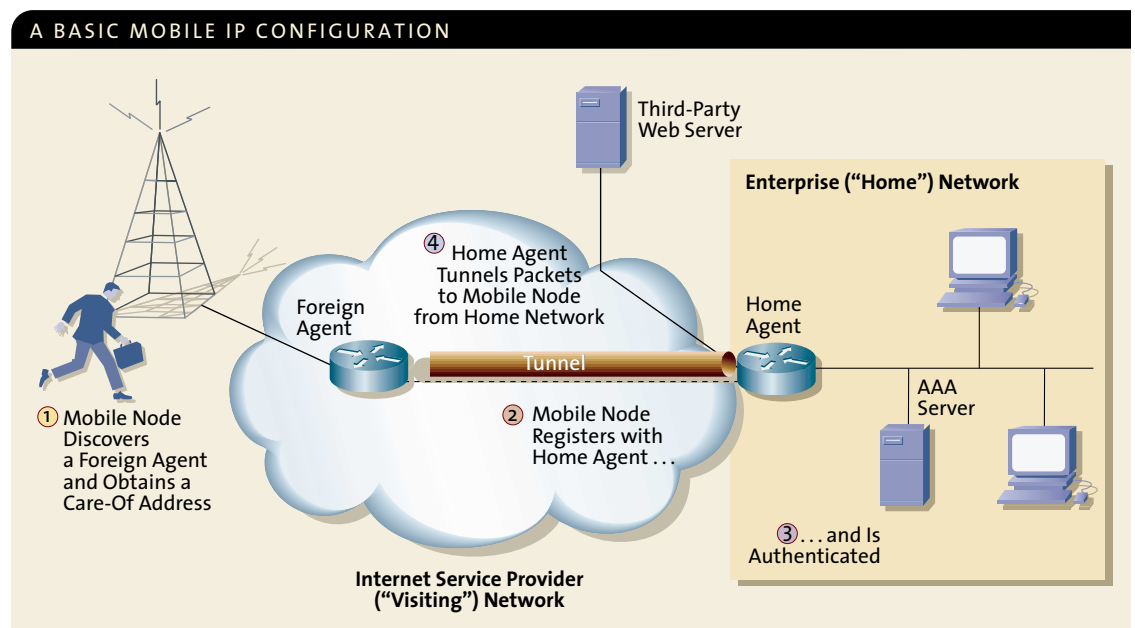 A BASIC MOBILE IP CONFIGURATION
Third-Party
Web Server
Enterprise (“Home”) Network
4 Home Agent
Tunnels Packets
to Mobile Node
from Home Network
Foreign
Agent
Home
Agent
Tunnel
1 Mobile Node
Discovers
a Foreign Agent
and Obtains a
Care-Of Address
2 Mobile Node
Registers with
Home Agent ...
AAA
Server
3 ... and Is
Authenticated
Internet Service Provider
(“Visiting”) Network